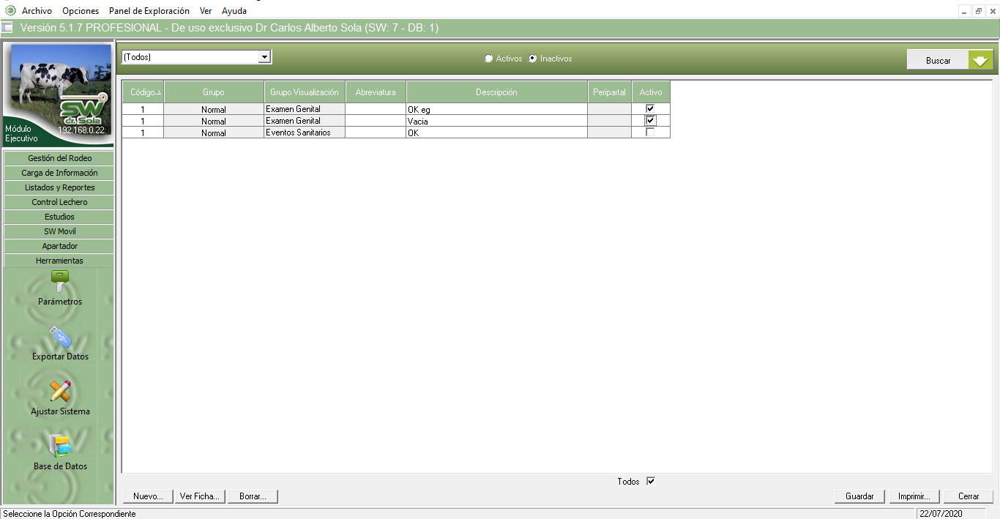 Archivo Opciones Panel de Exploración Ver Ayuda
Versión 5.1.7 PROFESIONAL - De uso exclusivo Dr Carlos Alberto Sola (SW: 7 - DB: 1)
SW
dr.Sola
Módulo
Ejecutivo
192.168.0.22
(Todos) Activos Inactivos Buscar
Código Grupo Grupo Visualización Abreviatura Descripción Peripartal Activo
1 Normal Examen Genital OK eg
1 Normal Examen Genital Vacia
1 Normal Eventos Sanitarios OK
Gestión del Rodeo
Carga de Información
Listados y Reportes
Control Lechero
Estudios
SW Movil
Apartador
Herramientas
Parámetros
Exportar Datos
Ajustar Sistema
Base de Datos
Todos
Nuevo... Ver Ficha... Borrar... Guardar Imprimir... Cerrar
Seleccione la Opción Correspondiente 22/07/2020